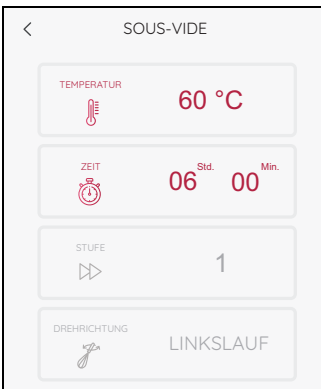 SOUS-VIDE
TEMPERATUR
60 °C
ZEIT
06 Std. 00 Min.
STUFE
1
DREHRICHTUNG
LINKSLAUF